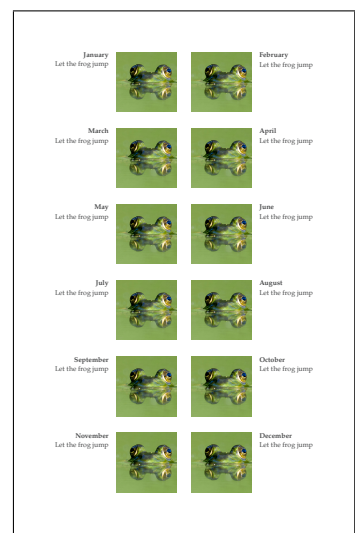 January
Let the frog jump
February
Let the frog jump
March
Let the frog jump
April
Let the frog jump
May
Let the frog jump
June
Let the frog jump
July
Let the frog jump
August
Let the frog jump
September
Let the frog jump
October
Let the frog jump
November
Let the frog jump
December
Let the frog jump